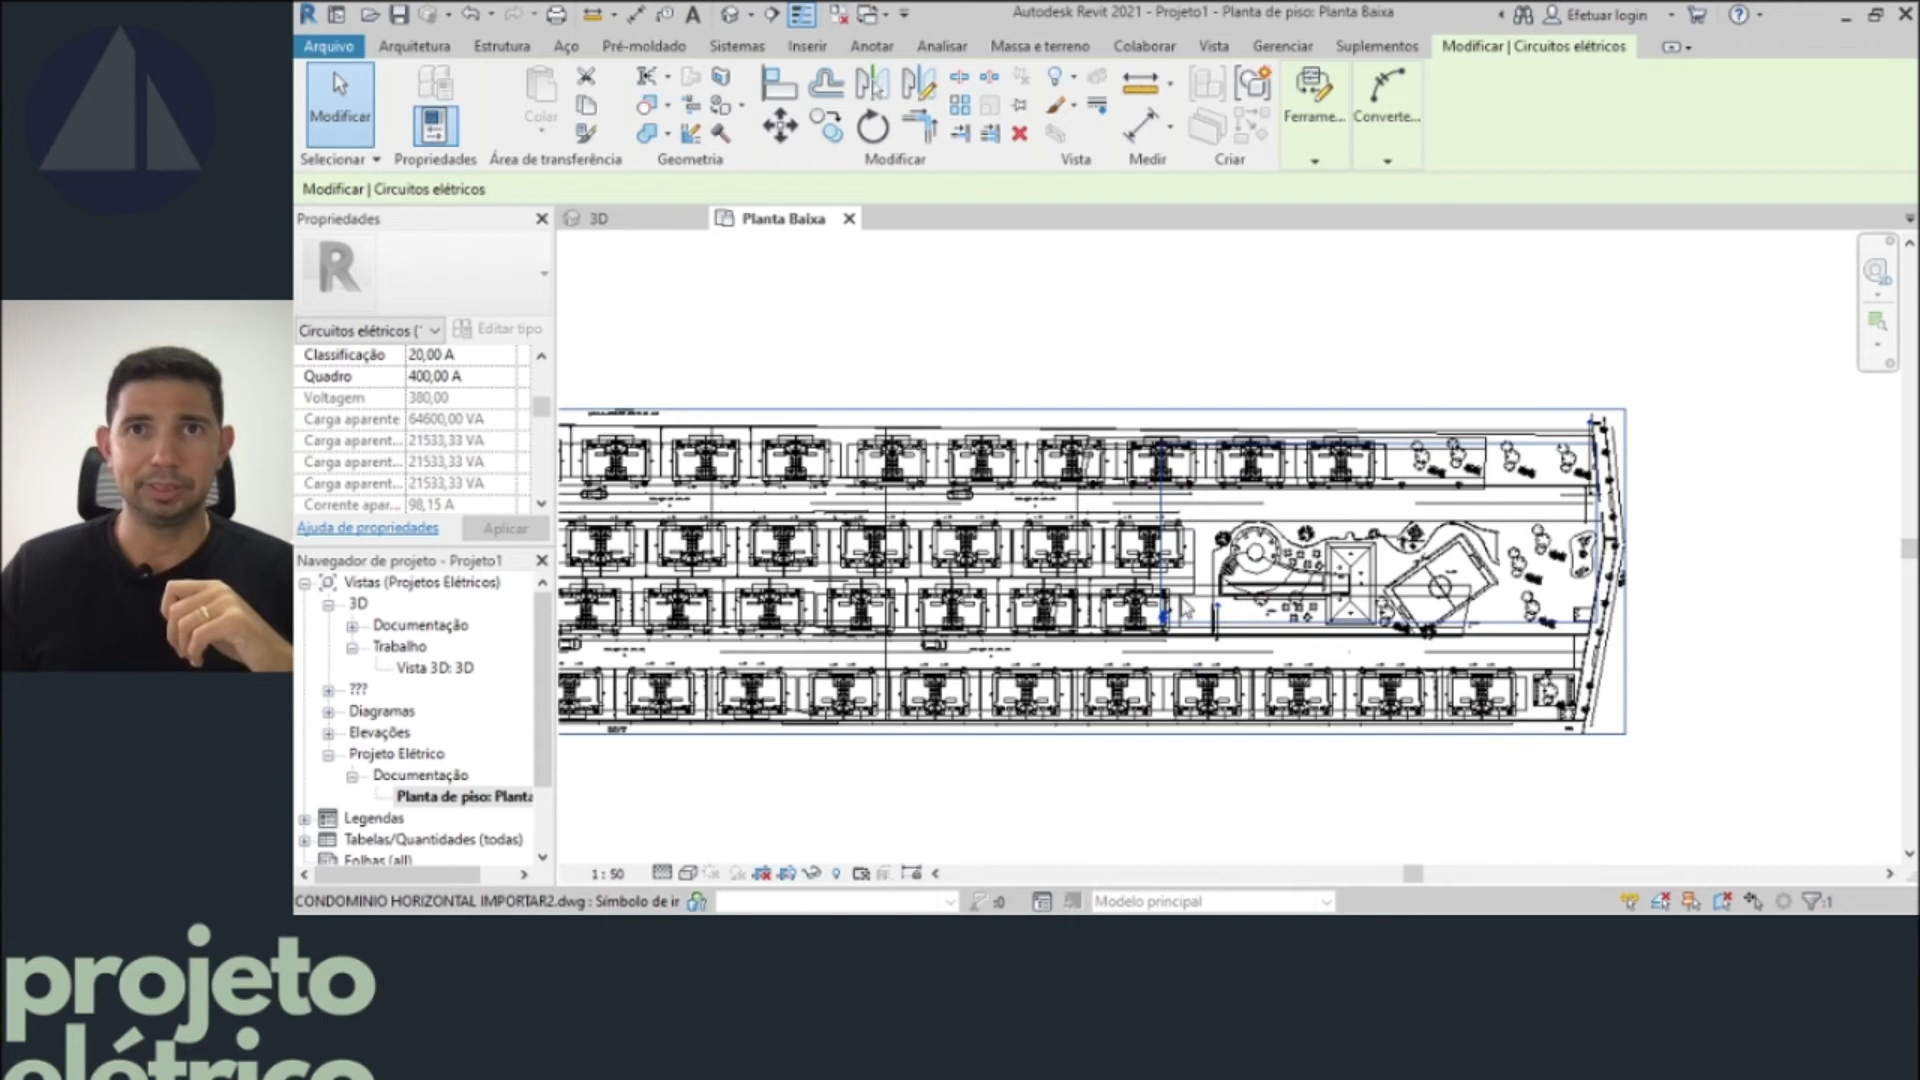 Autodesk Revit 2021 - Projeto1 - Planta de piso: Planta Baixa
Efetuar login
Arquivo Arquitetura Estrutura Aço Pré-moldado Sistemas Inserir Anotar Analisar Massa e terreno Colaborar Vista Gerenciar Suplementos Modificar | Circuitos elétricos
Modificar
Colar
Ferrame... Converte...
Selecionar Propriedades Área de transferência Geometria Modificar Vista Medir Criar
Modificar | Circuitos elétricos
Propriedades
3D
Planta Baixa
Circuitos elétricos (
Editar tipo
Classificação 20,00 A
Quadro 400,00 A
Voltagem 380,00
Carga aparente 64600,00 VA
Carga aparent... 21533,33 VA
Carga aparent... 21533,33 VA
Carga aparent... 21533,33 VA
Corrente apar... 98,15 A
Ajuda de propriedades
Aplicar
Navegador de projeto - Projeto1
Vistas (Projetos Elétricos)
3D
Documentação
Trabalho
Vista 3D: 3D
???
Diagramas
Elevações
Projeto Elétrico
Documentação
Planta de piso: Planta
Legendas
Tabelas/Quantidades (todas)
Folhas (all)
1 : 50
CONDOMINIO HORIZONTAL IMPORTAR2.dwg : Símbolo de ir
:0
Modelo principal
:1
projeto
elétrico